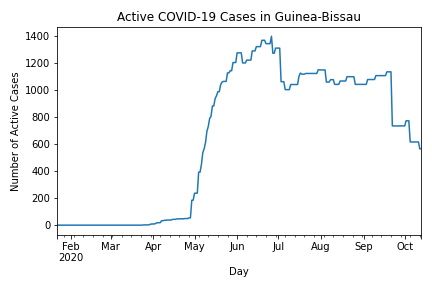 Active COVID-19 Cases in Guinea-Bissau
Number of Active Cases
1400
1200
1000
800
600
400
200
0
Feb Mar Apr May Jun Jul Aug Sep Oct
2020
Day